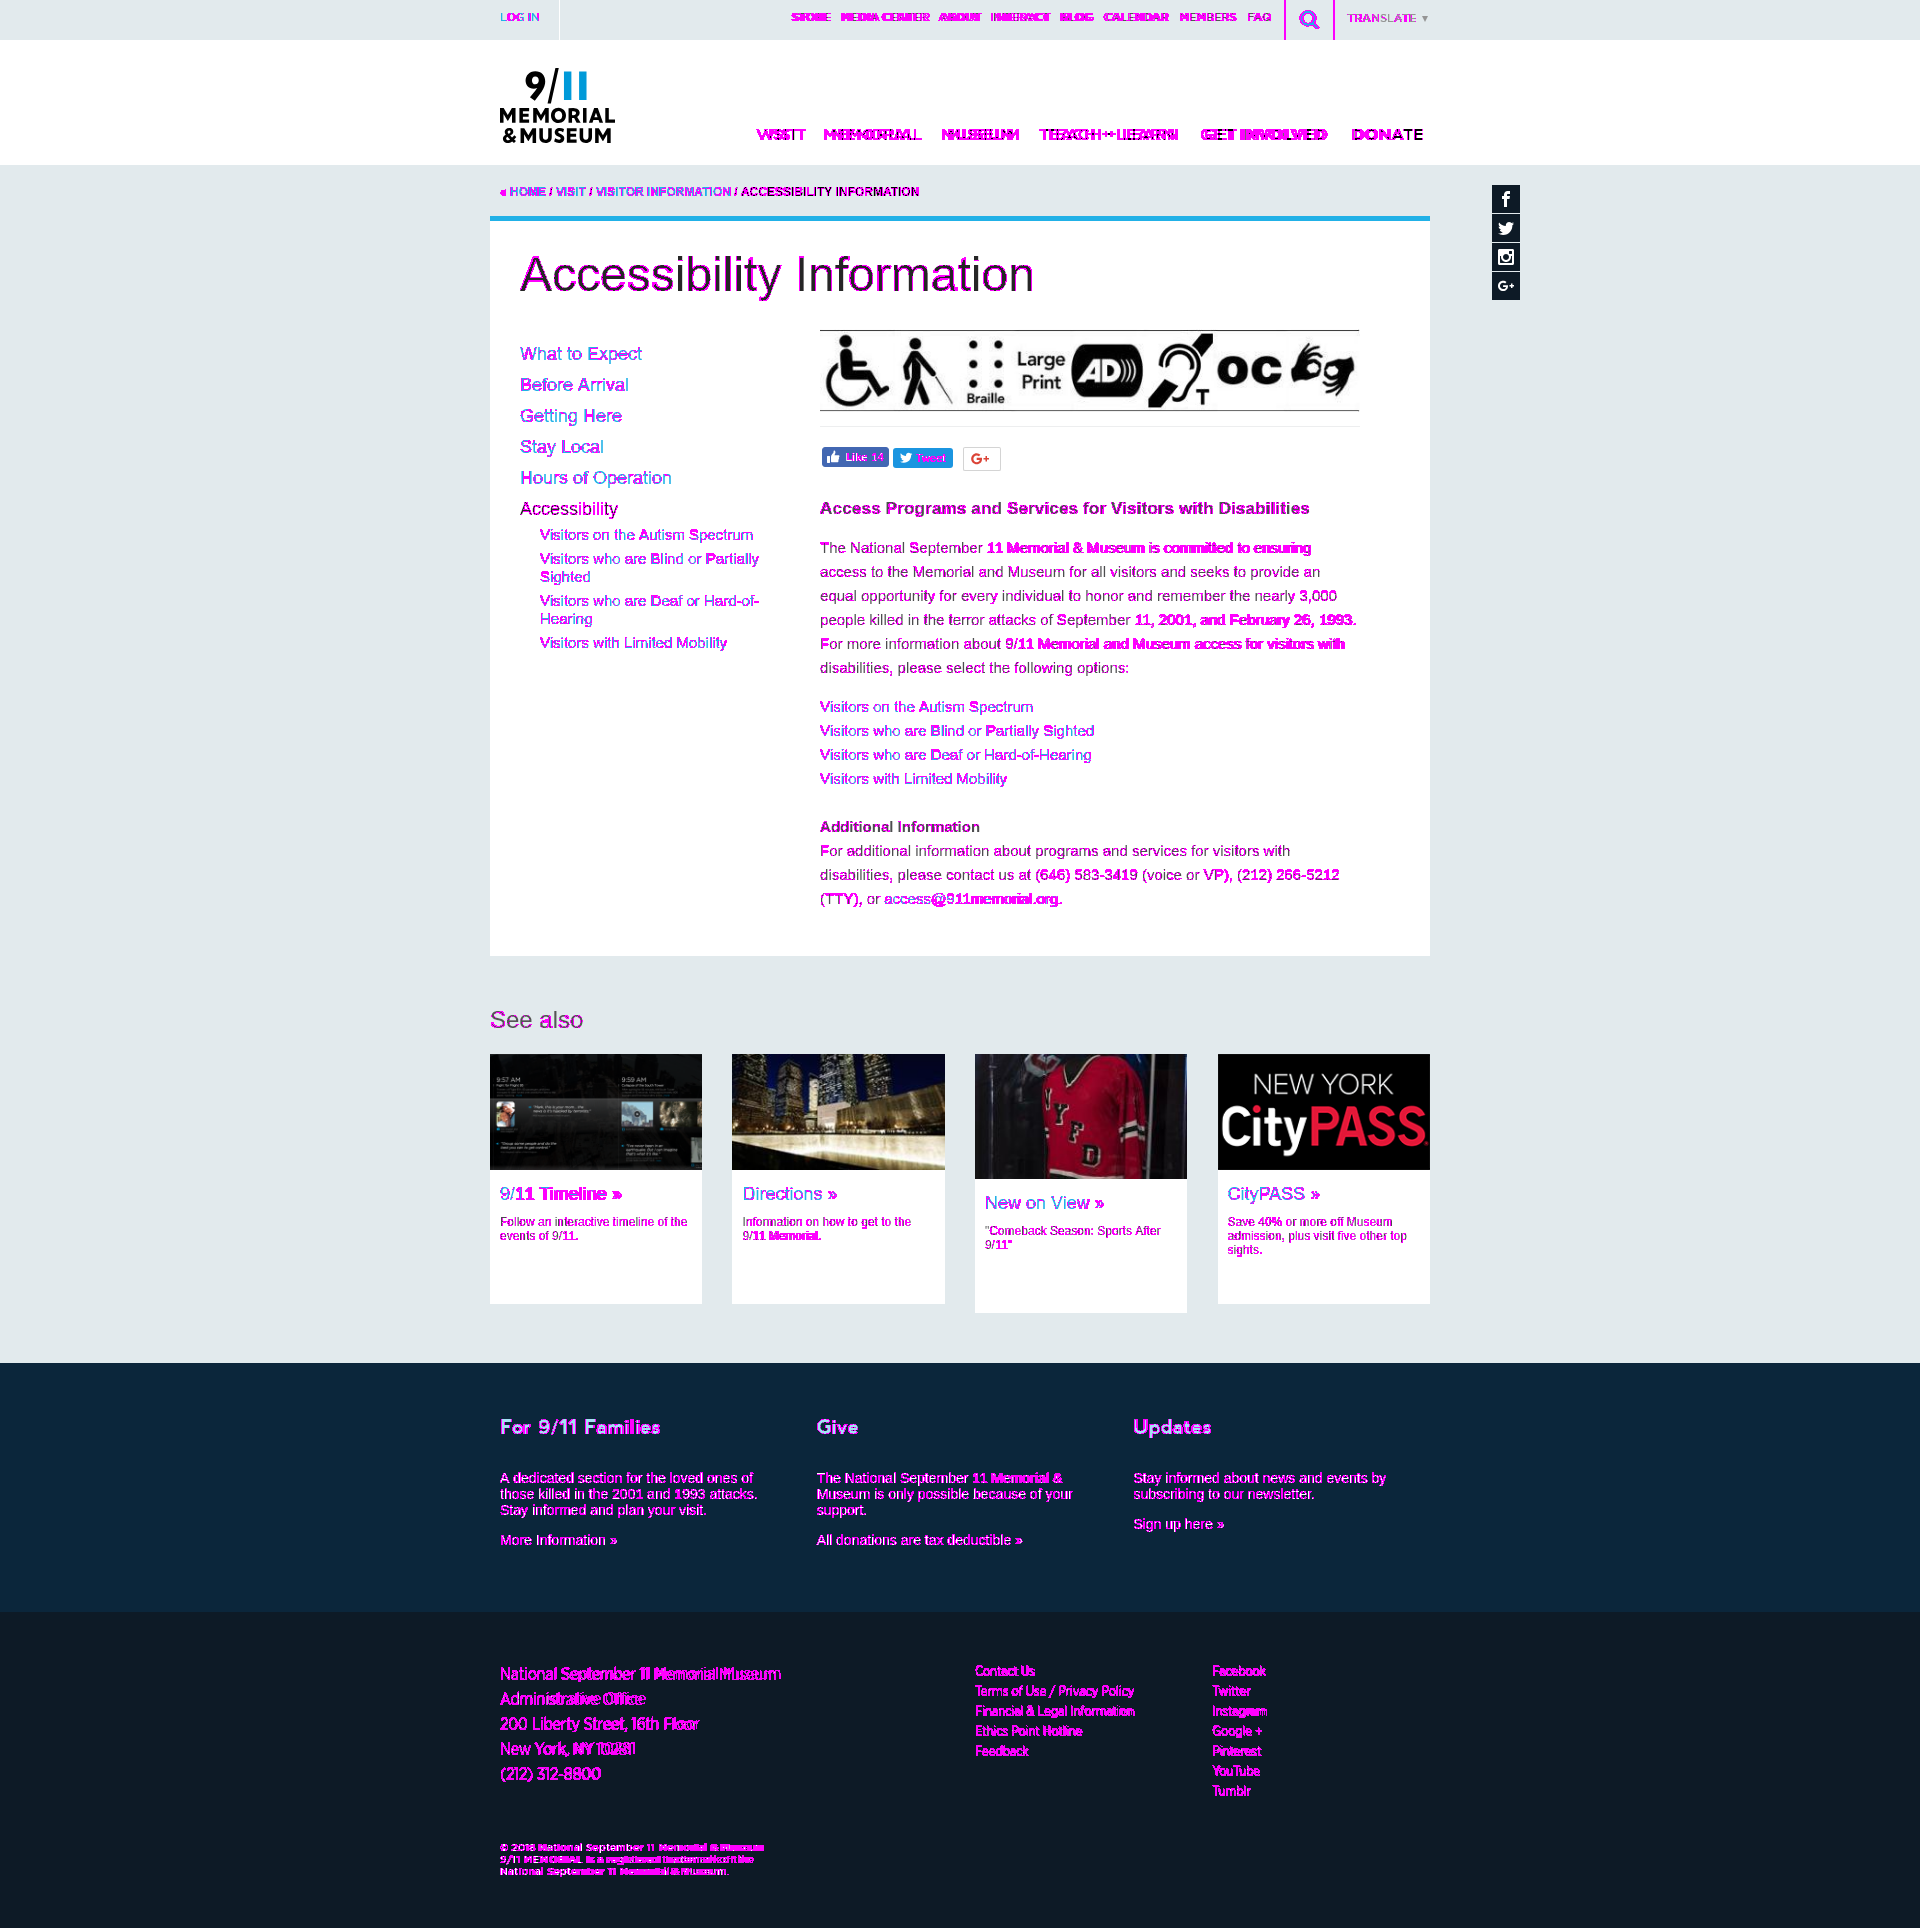 LOG IN
STORE MEDIA CENTER ABOUT INTERACT BLOG CALENDAR MEMBERS FAQ
TRANSLATE ▼
9/11
MEMORIAL
& MUSEUM
VISIT MEMORIAL MUSEUM TEACH + LEARN GET INVOLVED DONATE
« HOME / VISIT / VISITOR INFORMATION / ACCESSIBILITY INFORMATION
Accessibility Information
What to Expect
Before Arrival
Getting Here
Stay Local
Hours of Operation
Accessibility
Visitors on the Autism Spectrum
Visitors who are Blind or Partially
Sighted
Visitors who are Deaf or Hard-of-
Hearing
Visitors with Limited Mobility
Braille
Large
Print
AD
T
OC
Like 14
Tweet
G+
Access Programs and Services for Visitors with Disabilities
The National September 11 Memorial & Museum is committed to ensuring
access to the Memorial and Museum for all visitors and seeks to provide an
equal opportunity for every individual to honor and remember the nearly 3,000
people killed in the terror attacks of September 11, 2001, and February 26, 1993.
For more information about 9/11 Memorial and Museum access for visitors with
disabilities, please select the following options:
Visitors on the Autism Spectrum
Visitors who are Blind or Partially Sighted
Visitors who are Deaf or Hard-of-Hearing
Visitors with Limited Mobility
Additional Information
For additional information about programs and services for visitors with
disabilities, please contact us at (646) 583-3419 (voice or VP), (212) 266-5212
(TTY), or access@911memorial.org.
See also
9:57 AM
9:59 AM
NYFD
NEW YORK
CityPASS
9/11 Timeline »
Follow an interactive timeline of the
events of 9/11.
Directions »
Information on how to get to the
9/11 Memorial.
New on View »
"Comeback Season: Sports After
9/11"
CityPASS »
Save 40% or more off Museum
admission, plus visit five other top
sights.
For 9/11 Families
A dedicated section for the loved ones of
those killed in the 2001 and 1993 attacks.
Stay informed and plan your visit.
More Information »
Give
The National September 11 Memorial &
Museum is only possible because of your
support.
All donations are tax deductible »
Updates
Stay informed about news and events by
subscribing to our newsletter.
Sign up here »
National September 11 Memorial Museum
Administrative Office
200 Liberty Street, 16th Floor
New York, NY 10281
(212) 312-8800
Contact Us
Terms of Use / Privacy Policy
Financial & Legal Information
Ethics Point Hotline
Feedback
Facebook
Twitter
Instagram
Google +
Pinterest
YouTube
Tumblr
© 2018 National September 11 Memorial & Museum
9/11 MEMORIAL is a registered trademark of the
National September 11 Memorial & Museum.